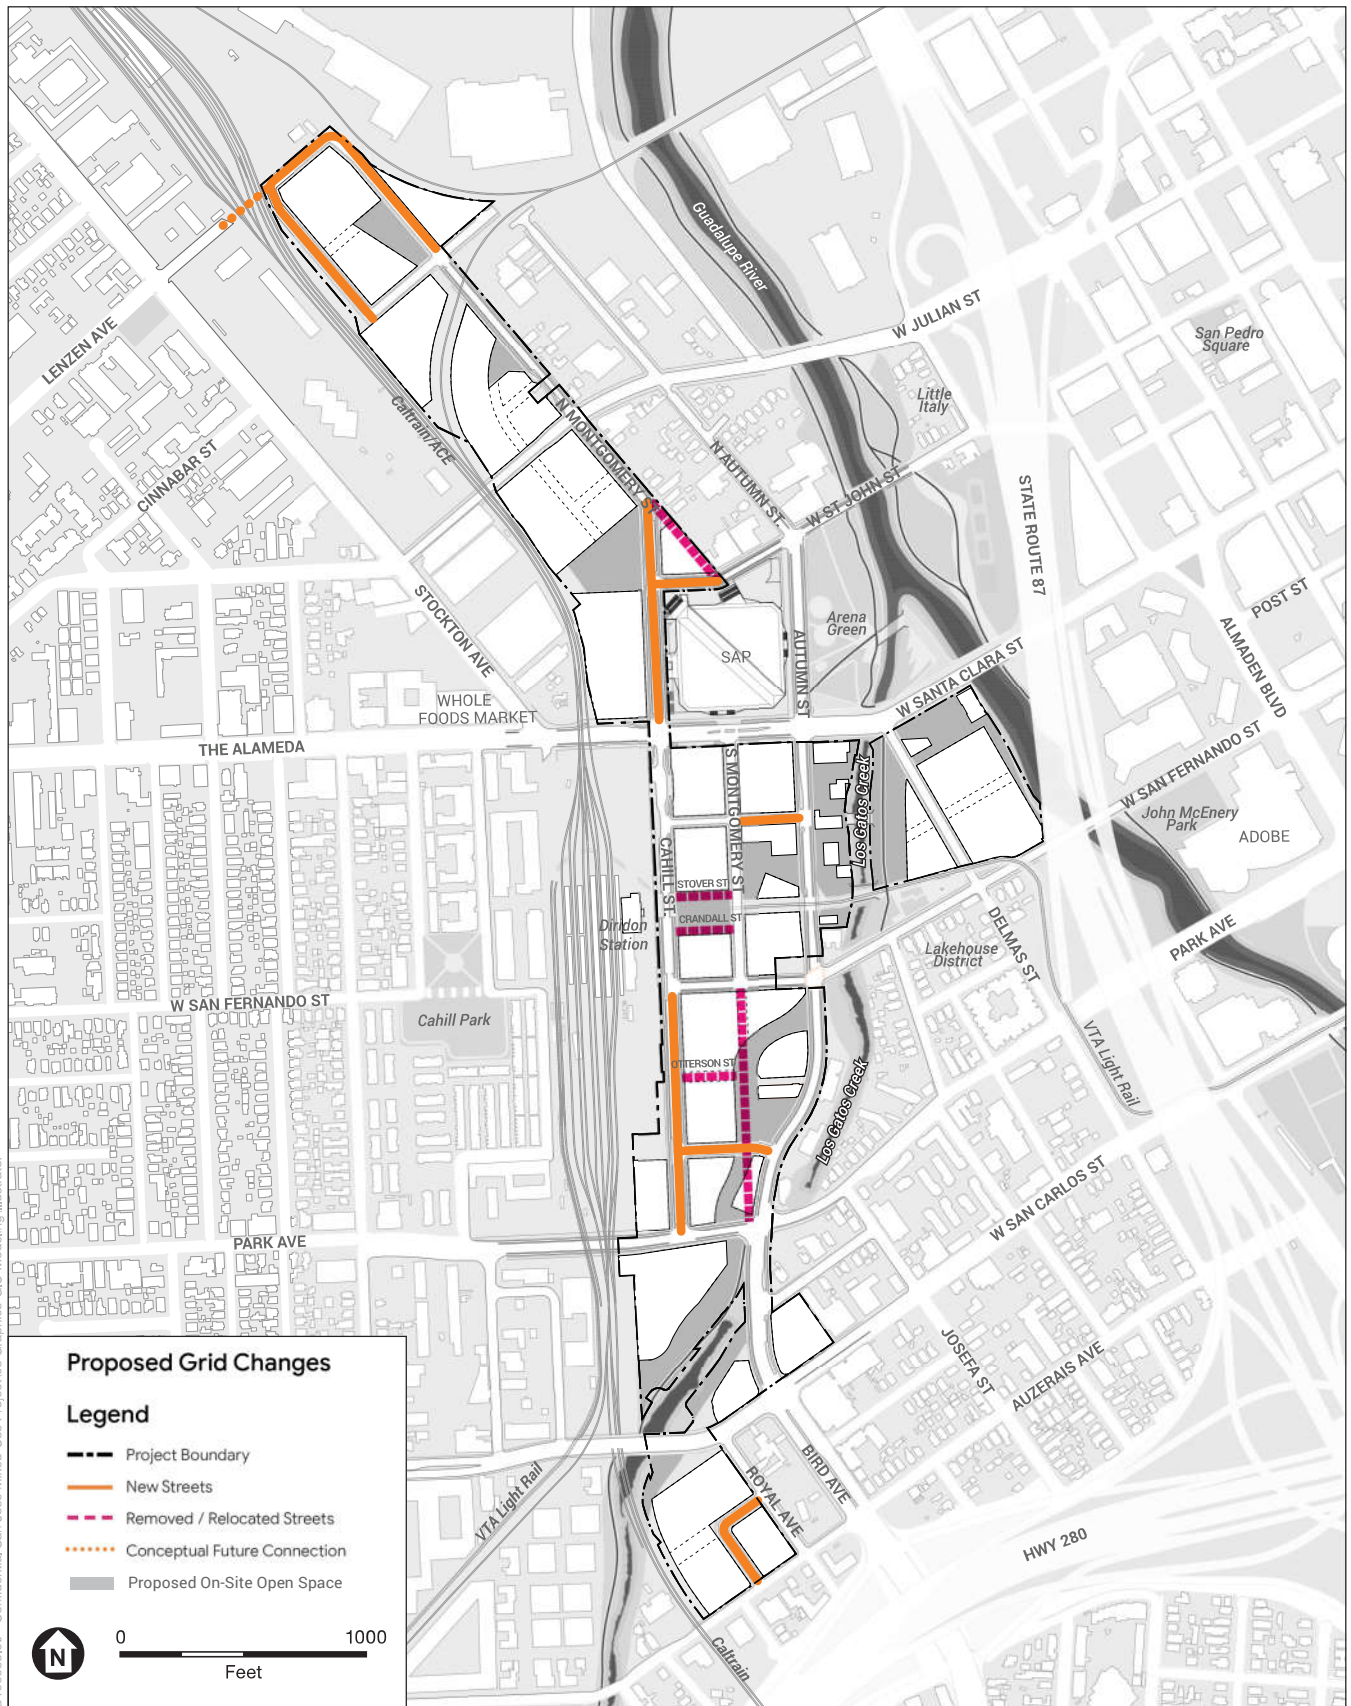 Guadalupe River
W JULIAN ST
San Pedro
Square
LENZEN AVE
Little
Italy
Caltrain/ACE
N MONTGOMERY ST
CINNABAR ST
N AUTUMN ST
W ST JOHN ST
STATE ROUTE 87
POST ST
STOCKTON AVE
Arena
Green
ALMADEN BLVD
SAP
AUTUMN ST
W SANTA CLARA ST
WHOLE
FOODS MARKET
THE ALAMEDA
W SAN FERNANDO ST
S MONTGOMERY ST
Los Gatos Creek
John McEnery
Park
ADOBE
CAHILL ST
STOVER ST
CRANDALL ST
Diridon
Station
DELMAS ST
Lakehouse
District
PARK AVE
W SAN FERNANDO ST
Cahill Park
VTA Light Rail
OTTERSON ST
Los Gatos Creek
W SAN CARLOS ST
PARK AVE
JOSEFA ST
AUZERAIS AVE
BIRD AVE
ROYAL AVE
VTA Light Rail
HWY 280
Caltrain
Proposed Grid Changes
Legend
Project Boundary
New Streets
Removed / Relocated Streets
Conceptual Future Connection
Proposed On-Site Open Space
N
0 1000
Feet